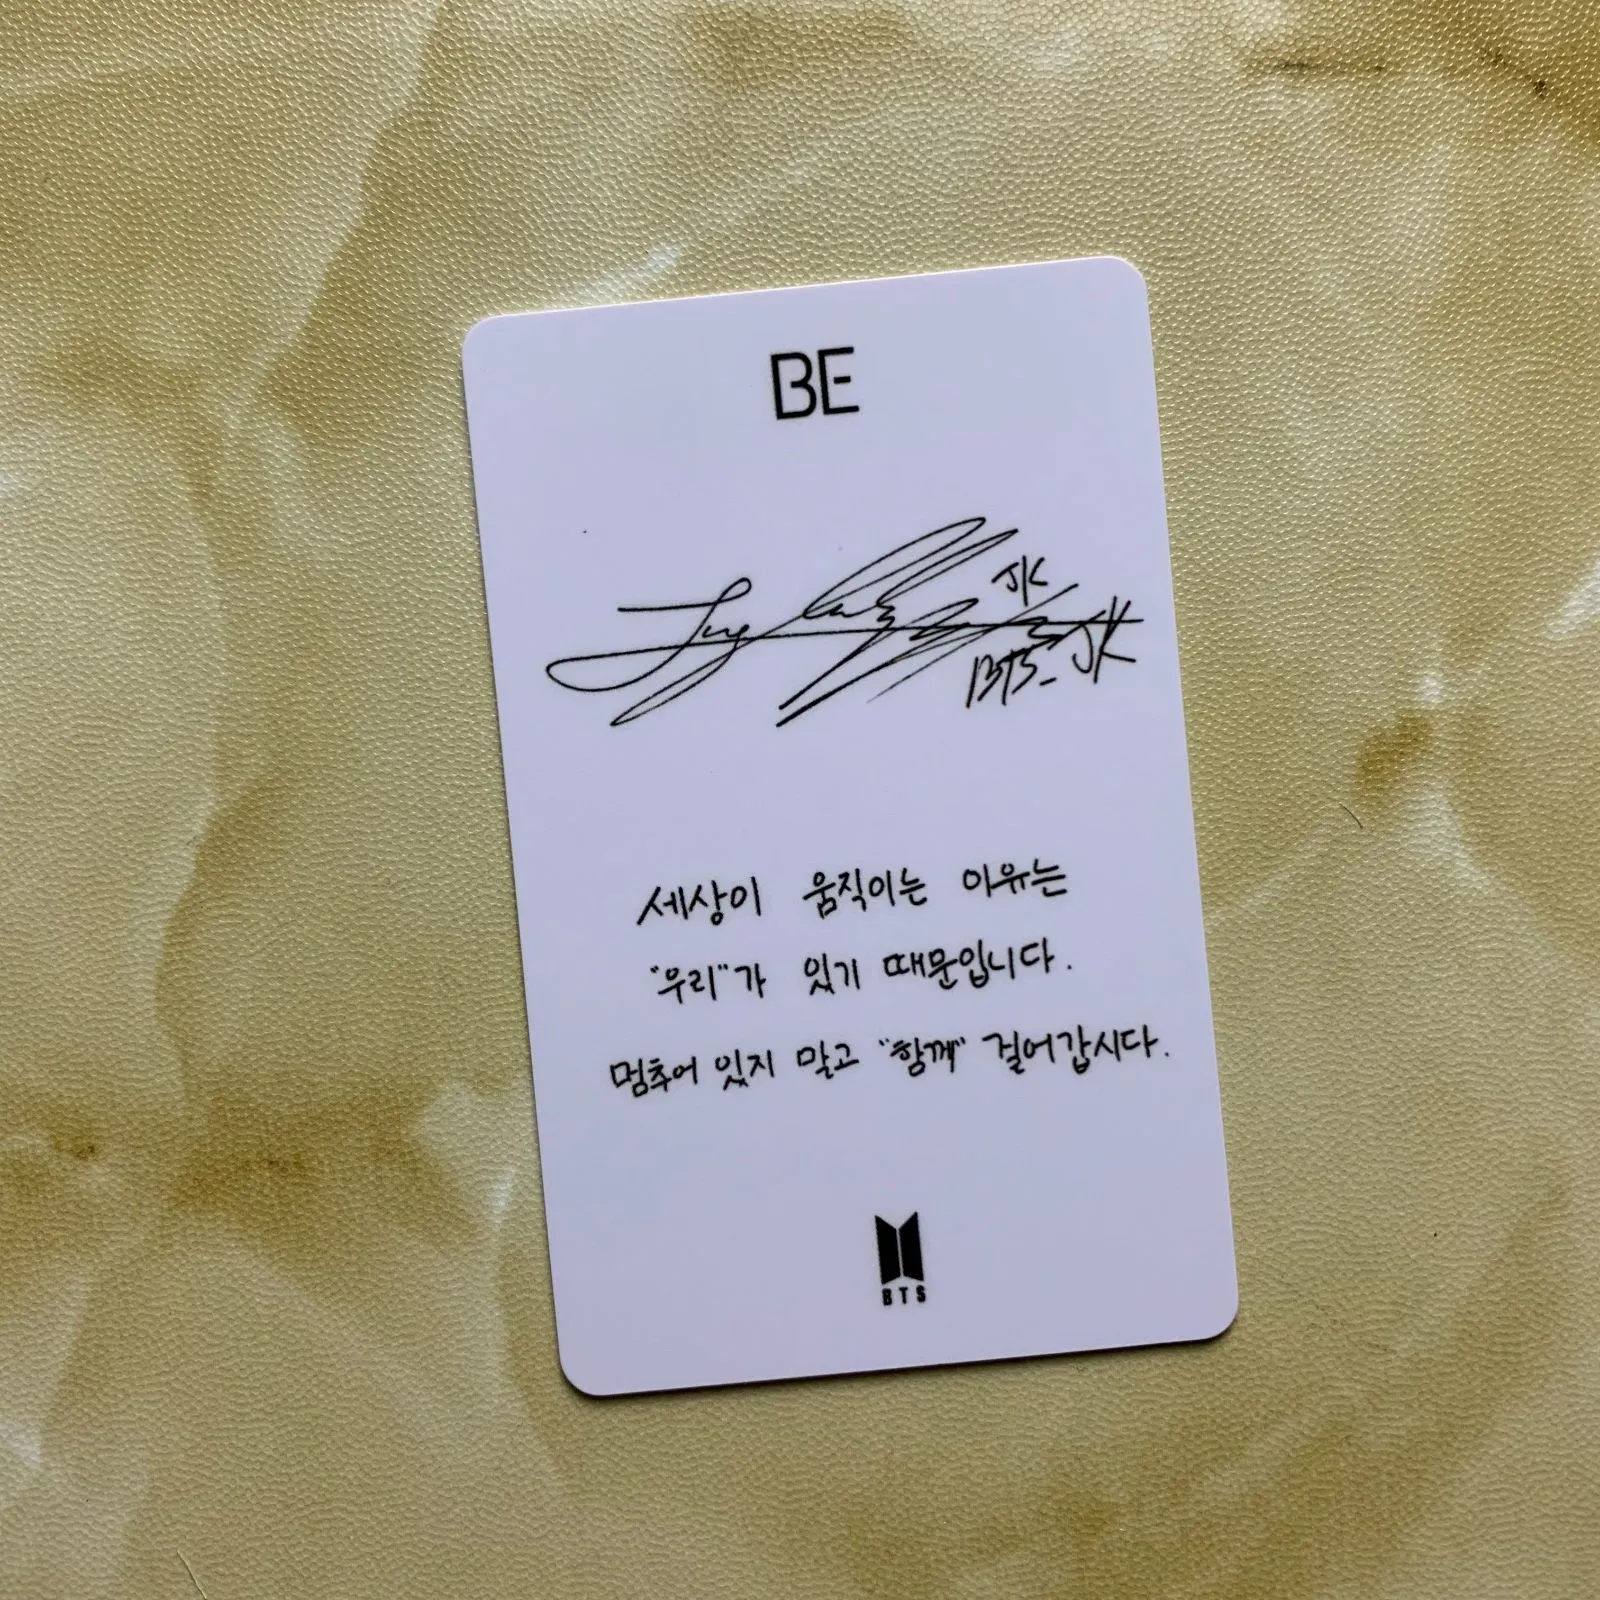 BE
JK
BTS_JK
세상이 움직이는 이유는
"우리"가 있기 때문입니다.
멈추어 있지 말고 "함께" 걸어갑시다.
BTS